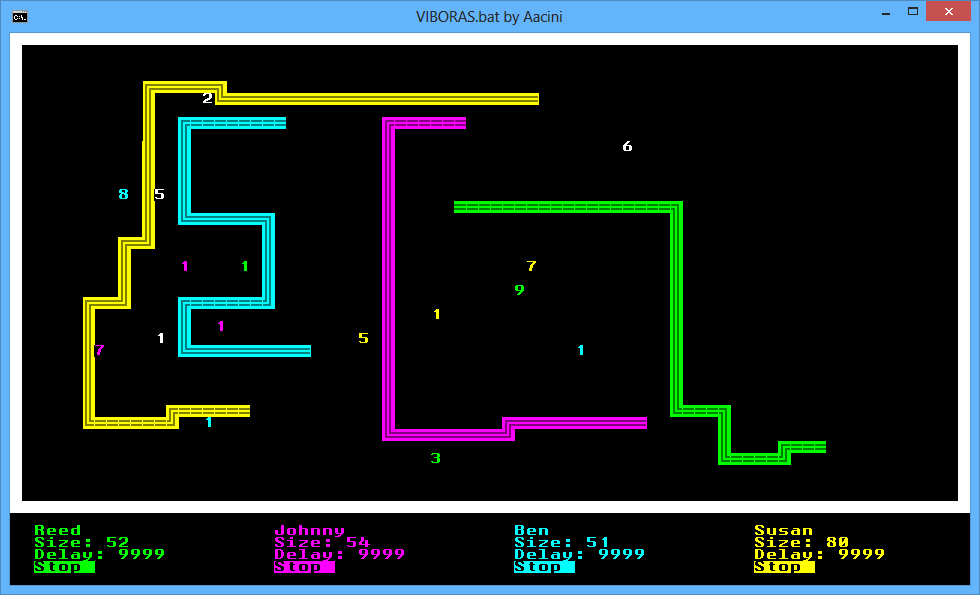 C:\.
VIBORAS.bat by Aacini
2
6
8 5
1 1 7
9
1
1
1 5
7 1
1
3
Reed Johnny Ben Susan
Size: 52 Size: 54 Size: 51 Size: 80
Delay: 9999 Delay: 9999 Delay: 9999 Delay: 9999
Stop Stop Stop Stop